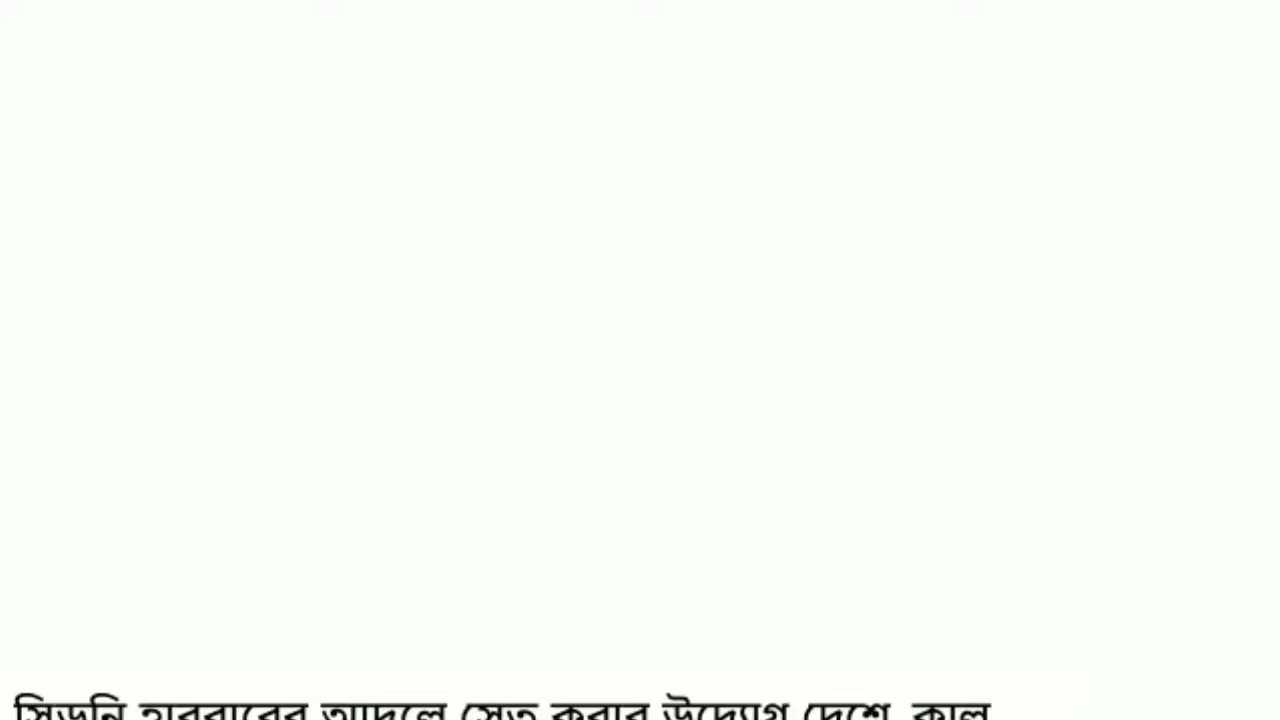 সিডনি হারবারের আদলে সেতু করার উদ্যোগ দেশে, কাল